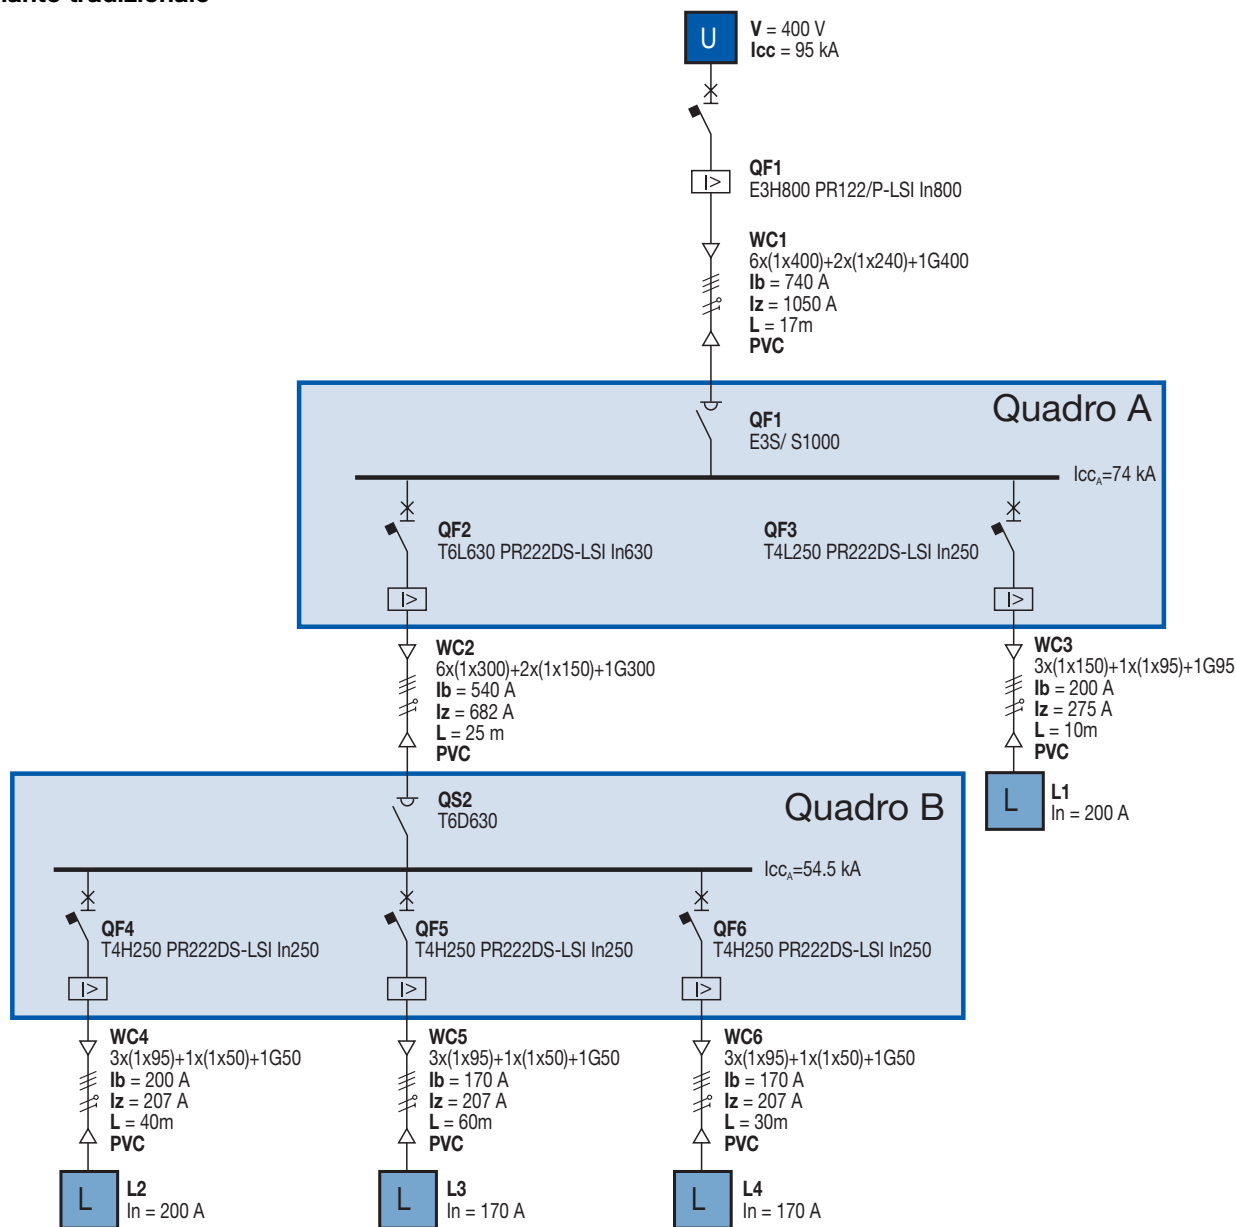 tradizionale
U
V = 400 V
Icc = 95 kA
QF1
E3H800 PR122/P-LSI In800
I>
WC1
6x(1x400)+2x(1x240)+1G400
Ib = 740 A
Iz = 1050 A
L = 17m
PVC
Quadro A
QF1
E3S/ S1000
IccA=74 kA
QF2
T6L630 PR222DS-LSI In630
I>
QF3
T4L250 PR222DS-LSI In250
I>
WC2
6x(1x300)+2x(1x150)+1G300
Ib = 540 A
Iz = 682 A
L = 25 m
PVC
WC3
3x(1x150)+1x(1x95)+1G95
Ib = 200 A
Iz = 275 A
L = 10m
PVC
L
L1
In = 200 A
Quadro B
QS2
T6D630
IccA=54.5 kA
QF4
T4H250 PR222DS-LSI In250
I>
QF5
T4H250 PR222DS-LSI In250
I>
QF6
T4H250 PR222DS-LSI In250
I>
WC4
3x(1x95)+1x(1x50)+1G50
Ib = 200 A
Iz = 207 A
L = 40m
PVC
WC5
3x(1x95)+1x(1x50)+1G50
Ib = 170 A
Iz = 207 A
L = 60m
PVC
WC6
3x(1x95)+1x(1x50)+1G50
Ib = 170 A
Iz = 207 A
L = 30m
PVC
L
L2
In = 200 A
L
L3
In = 170 A
L
L4
In = 170 A